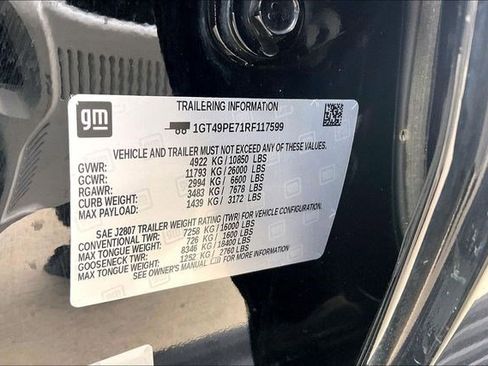 gm
TRAILERING INFORMATION
1GT49PE71RF117599
VEHICLE AND TRAILER MUST NOT EXCEED ANY OF THESE VALUES.
GVWR: 4922 KG/10850 LBS
GCWR: 11793 KG/26000 LBS
RGAWR: 2994 KG/ 6600 LBS
CURB WEIGHT: 3483 KG/ 7678 LBS
MAX PAYLOAD: 1439 KG/ 3172 LBS
SAE J2807 TRAILER WEIGHT RATING (TWR) FOR VEHICLE CONFIGURATION.
CONVENTIONAL TWR: 7258 KG/16000 LBS
MAX TONGUE WEIGHT: 726 KG/ 1600 LBS
GOOSENECK TWR: 8346 KG/18400 LBS
MAX TONGUE WEIGHT: 1252 KG/ 2760 LBS
SEE OWNER'S MANUAL FOR MORE INFORMATION